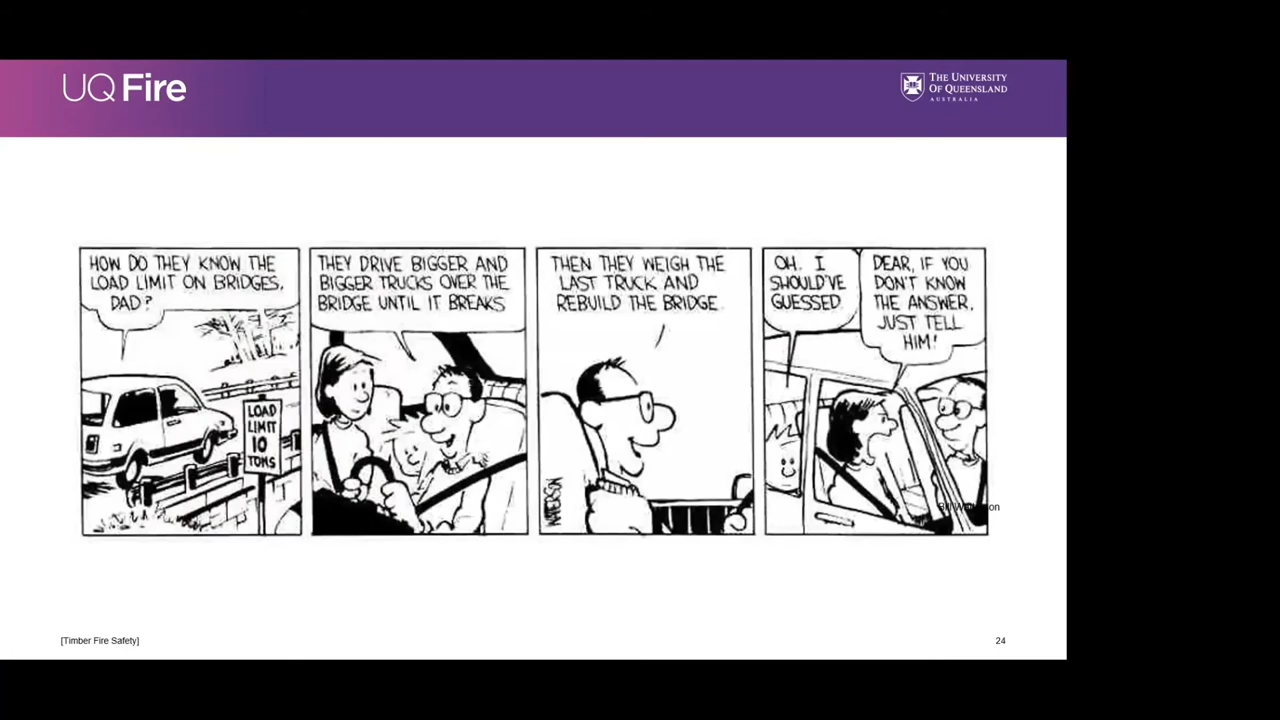 UQ Fire
THE UNIVERSITY
OF QUEENSLAND
AUSTRALIA
HOW DO THEY KNOW THE
LOAD LIMIT ON BRIDGES,
DAD?
LOAD
LIMIT
10
TONS
THEY DRIVE BIGGER AND
BIGGER TRUCKS OVER THE
BRIDGE UNTIL IT BREAKS
THEN THEY WEIGH THE
LAST TRUCK AND
REBUILD THE BRIDGE.
WATERSON
OH. I
SHOULD'VE
GUESSED.
DEAR, IF YOU
DON'T KNOW
THE ANSWER,
JUST TELL
HIM!
Bill
[Timber Fire Safety]
24